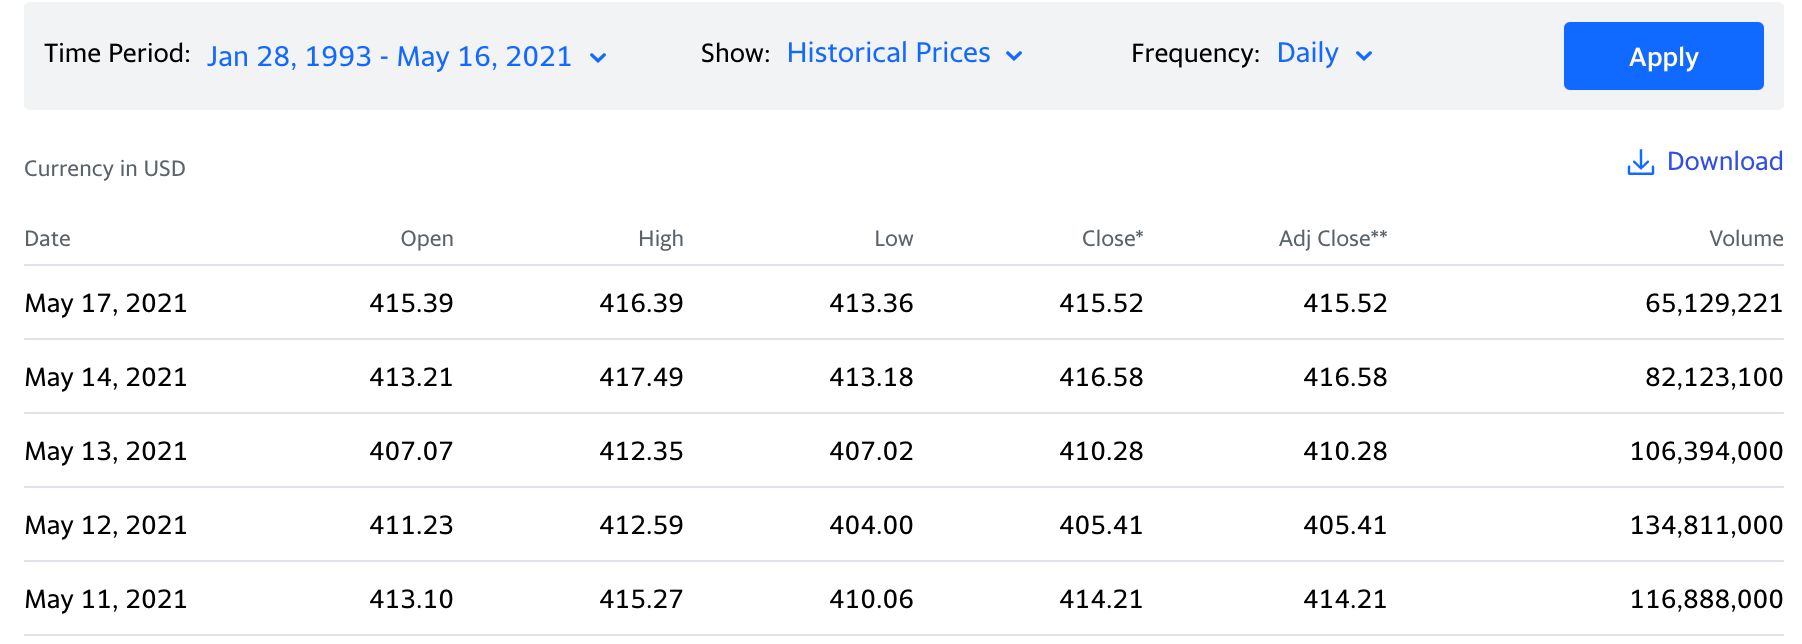 Time Period: Jan 28, 1993 - May 16, 2021 Show: Historical Prices Frequency: Daily Apply
Currency in USD Download
Date Open High Low Close* Adj Close** Volume
May 17, 2021 415.39 416.39 413.36 415.52 415.52 65,129,221
May 14, 2021 413.21 417.49 413.18 416.58 416.58 82,123,100
May 13, 2021 407.07 412.35 407.02 410.28 410.28 106,394,000
May 12, 2021 411.23 412.59 404.00 405.41 405.41 134,811,000
May 11, 2021 413.10 415.27 410.06 414.21 414.21 116,888,000